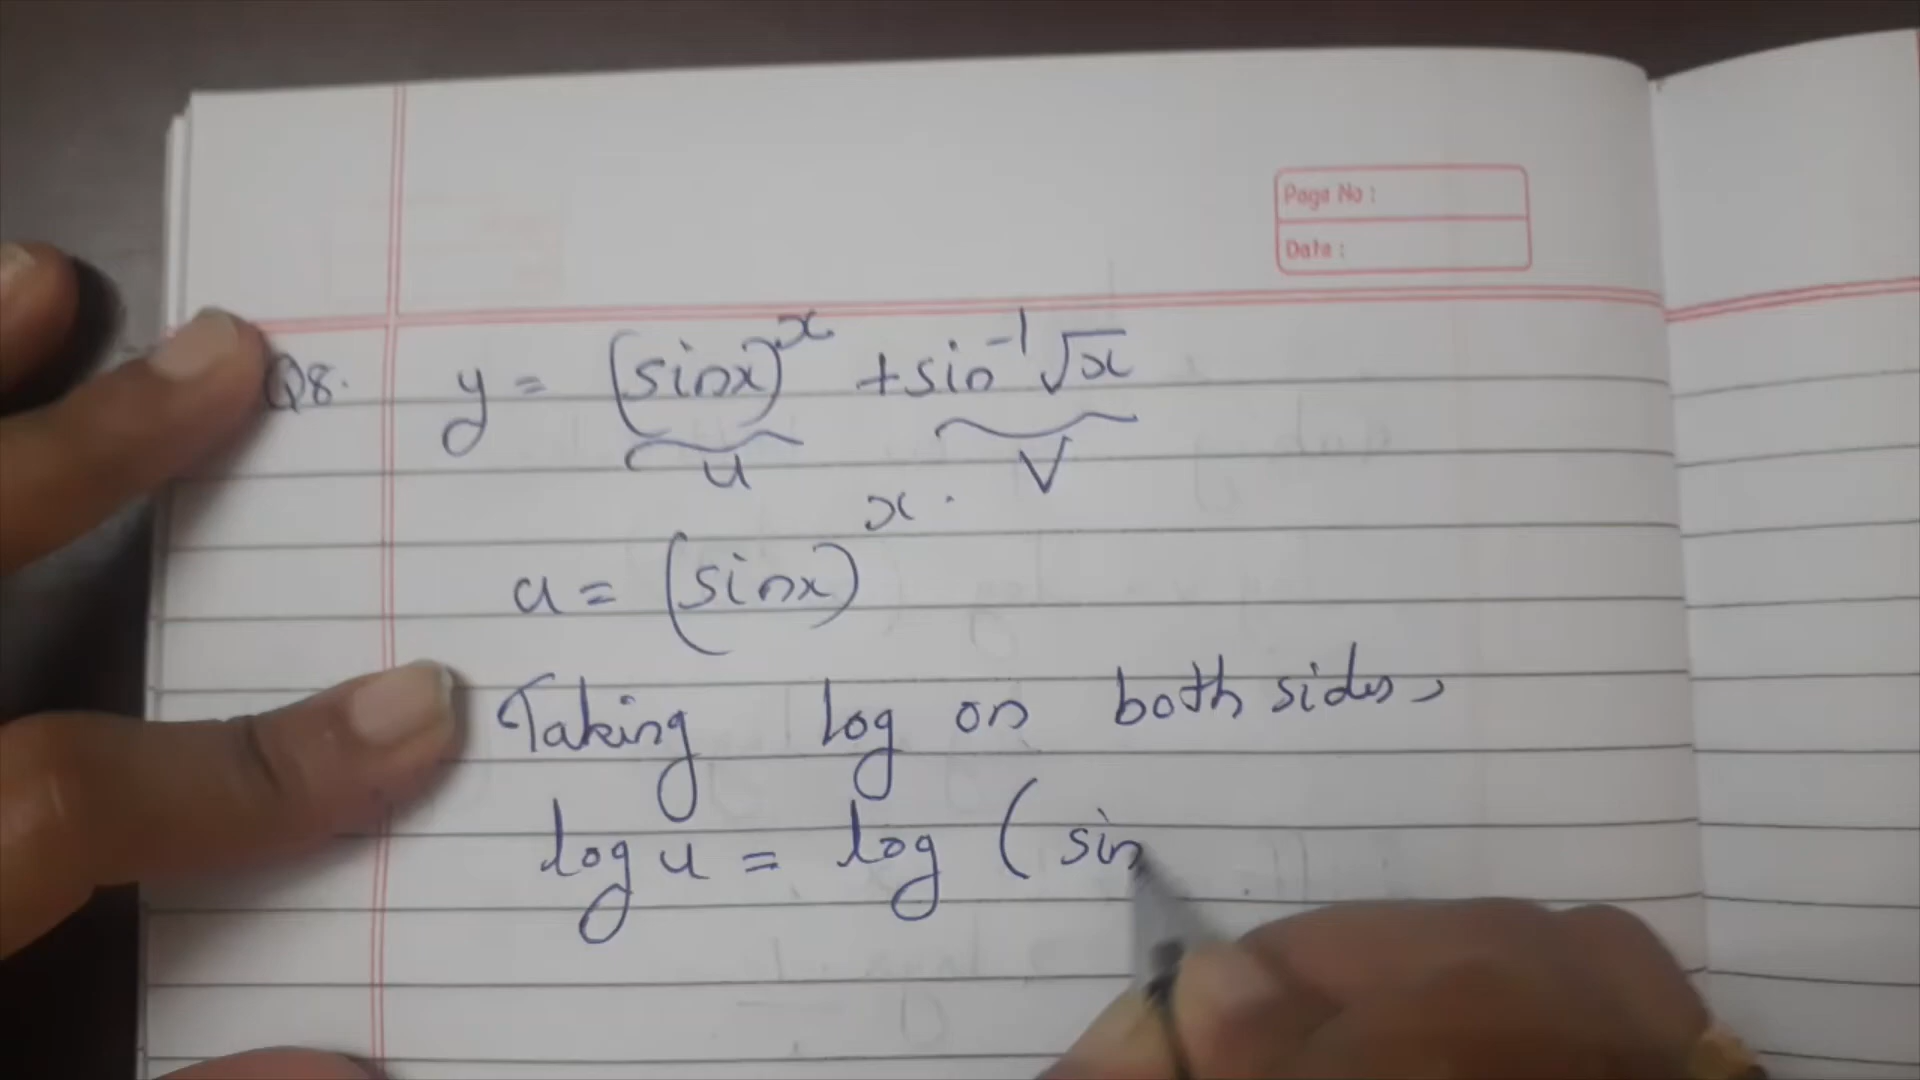 Page No :
Date :
Q8. y = (sinx)^x + sin^-1 √x
u V
u = (sinx)^x .
Taking log on both sides,
log u = log ( sin